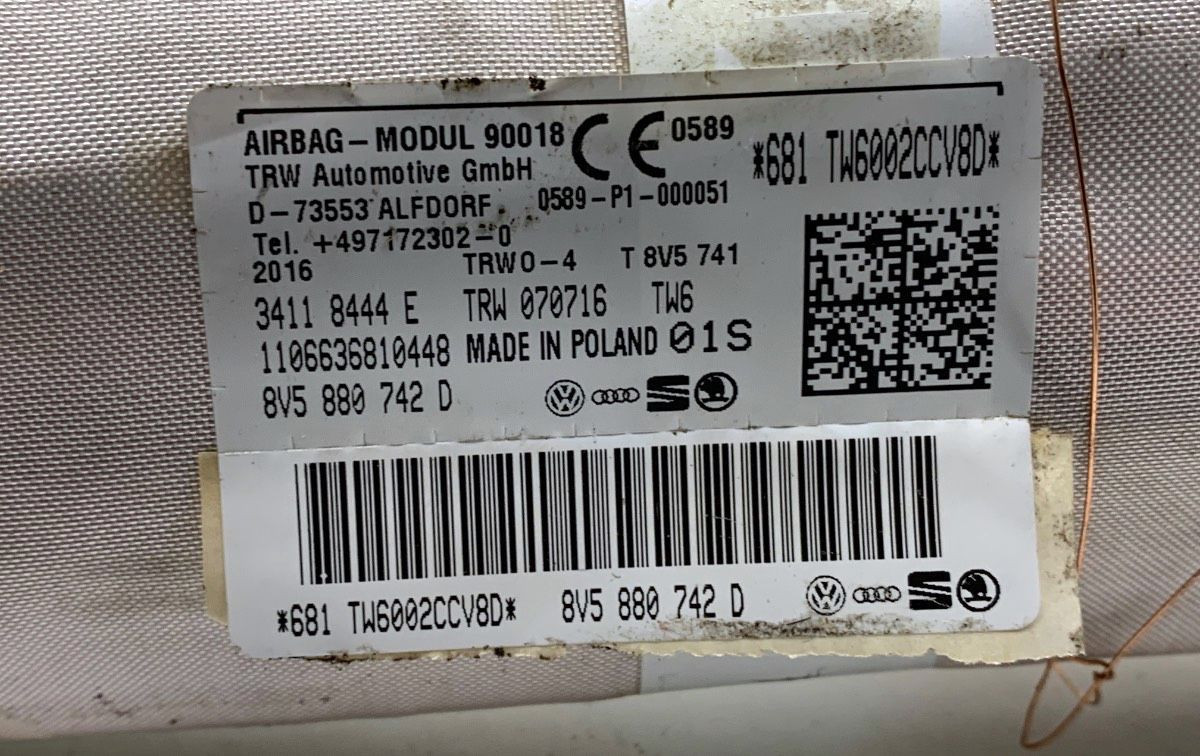 AIRBAG-MODUL 90018 CE 0589
*681 TW6002CCV8D*
TRW Automotive GmbH
D-73553 ALFDORF 0589-P1-000051
Tel. +497172302-0
2016 TRWO-4 T 8V5 741
3411 8444 E TRW 070716 TW6
1106636810448 MADE IN POLAND 01S
8V5 880 742 D
*681 TW6002CCV8D* 8V5 880 742 D